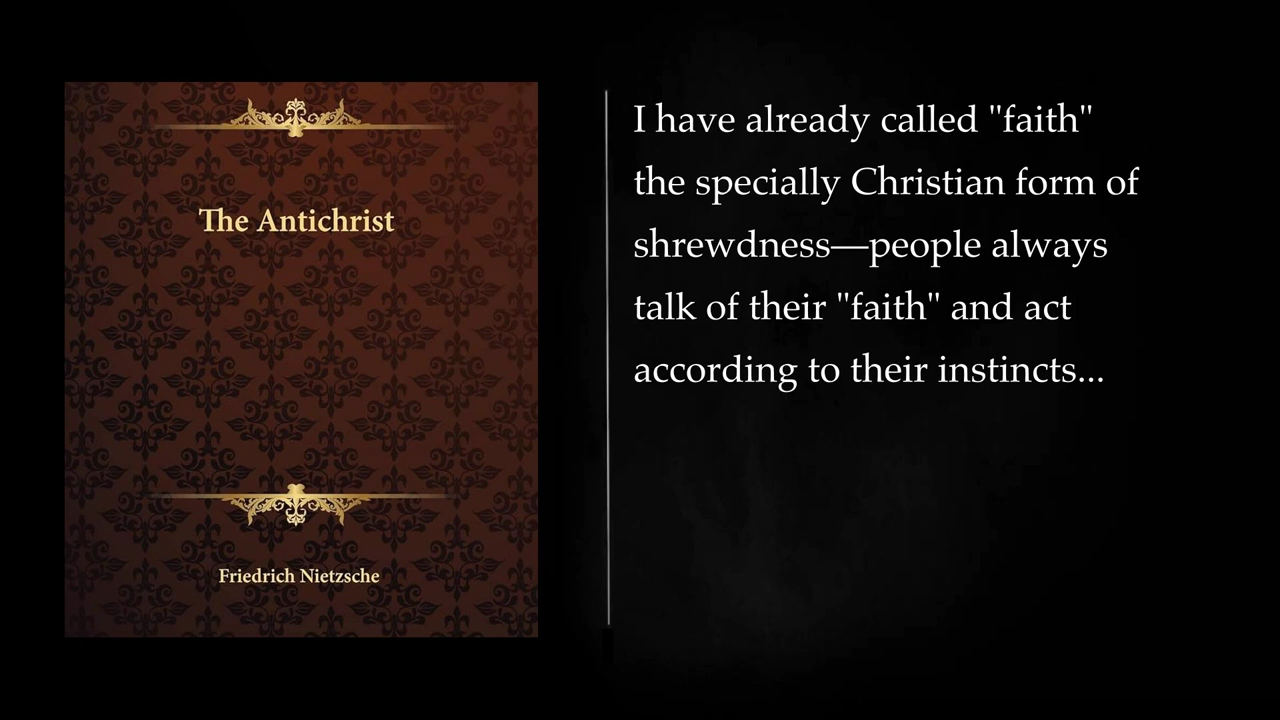 The Antichrist
Friedrich Nietzsche
I have already called "faith"
the specially Christian form of
shrewdness—people always
talk of their "faith" and act
according to their instincts...